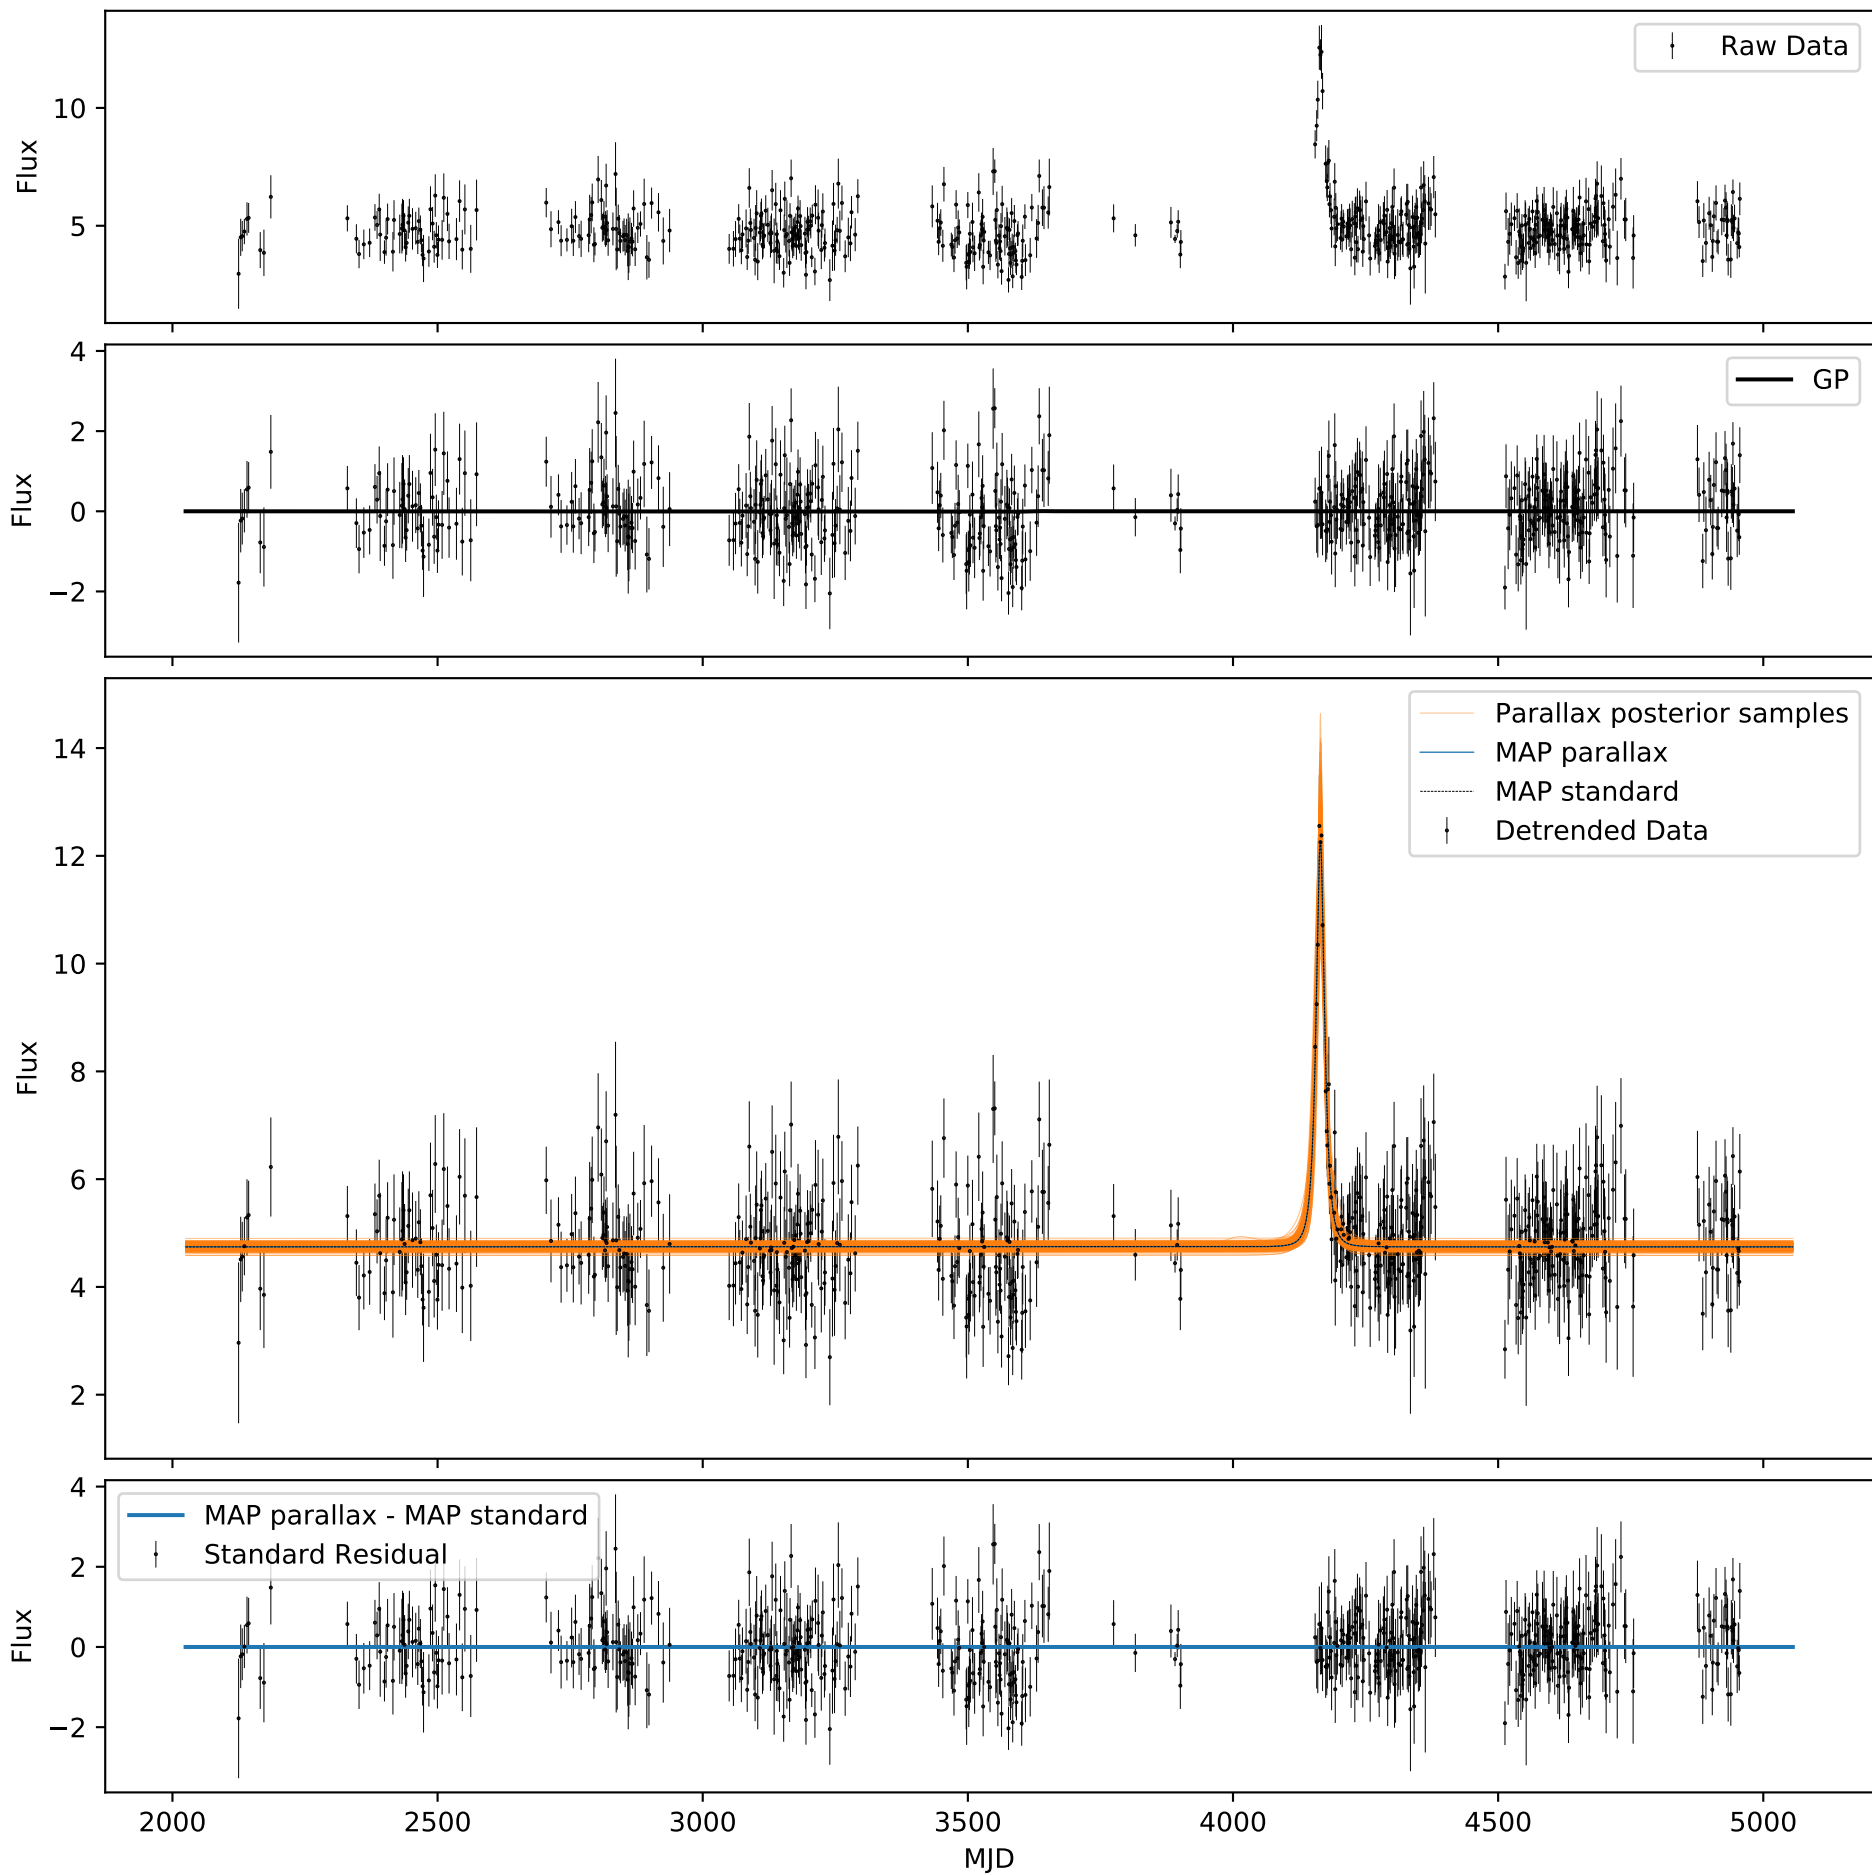 Raw Data
10
5
Flux
GP
4
2
0
−2
Flux
Parallax posterior samples
MAP parallax
MAP standard
Detrended Data
14
12
10
8
6
4
2
Flux
MAP parallax - MAP standard
Standard Residual
4
2
0
−2
Flux
2000 2500 3000 3500 4000 4500 5000
MJD